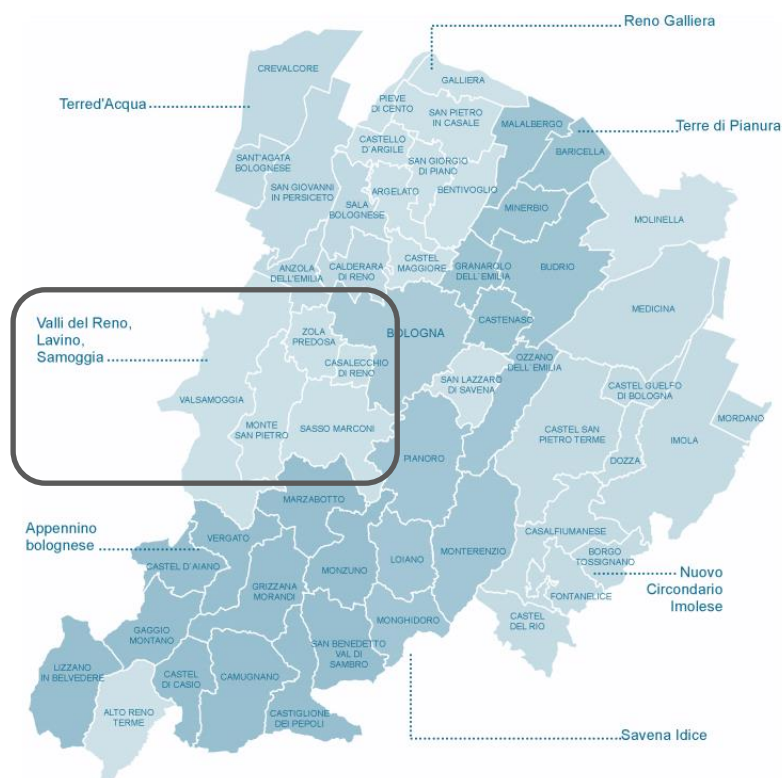 Reno Galliera
CREVALCORE
GALLIERA
Terred'Acqua
PIEVE
DI CENTO
SAN PIETRO
IN CASALE
MALALBERGO
Terre di Pianura
CASTELLO
D'ARGILE
BARICELLA
SANT'AGATA
BOLOGNESE
SAN GIORGIO
DI PIANO
SAN GIOVANNI
IN PERSICETO
ARGELATO
BENTIVOGLIO
SALA
BOLOGNESE
MINERBIO
MOLINELLA
ANZOLA
DELL'EMILIA
CALDERARA
DI RENO
CASTEL
MAGGIORE
GRANAROLO
DELL'EMILIA
BUDRIO
Valli del Reno,
Lavino,
Samoggia
MEDICINA
ZOLA
PREDOSA
BOLOGNA
CASTENASO
CASALECCHIO
DI RENO
OZZANO
DELL'EMILIA
SAN LAZZARO
DI SAVENA
CASTEL GUELFO
DI BOLOGNA
VALSAMOGGIA
MORDANO
MONTE
SAN PIETRO
SASSO MARCONI
CASTEL SAN
PIETRO TERME
IMOLA
PIANORO
DOZZA
MARZABOTTO
Appennino
bolognese
VERGATO
CASALFIUMANESE
CASTEL D'AIANO
MONZUNO
LOIANO
MONTERENZIO
BORGO
TOSSIGNANO
Nuovo
Circondario
Imolese
GRIZZANA
MORANDI
FONTANELICE
CASTEL
DEL RIO
GAGGIO
MONTANO
MONGHIDORO
SAN BENEDETTO
VAL DI
SAMBRO
LIZZANO
IN BELVEDERE
CASTEL
DI CASIO
CAMUGNANO
ALTO RENO
TERME
CASTIGLIONE
DEI PEPOLI
Savena Idice